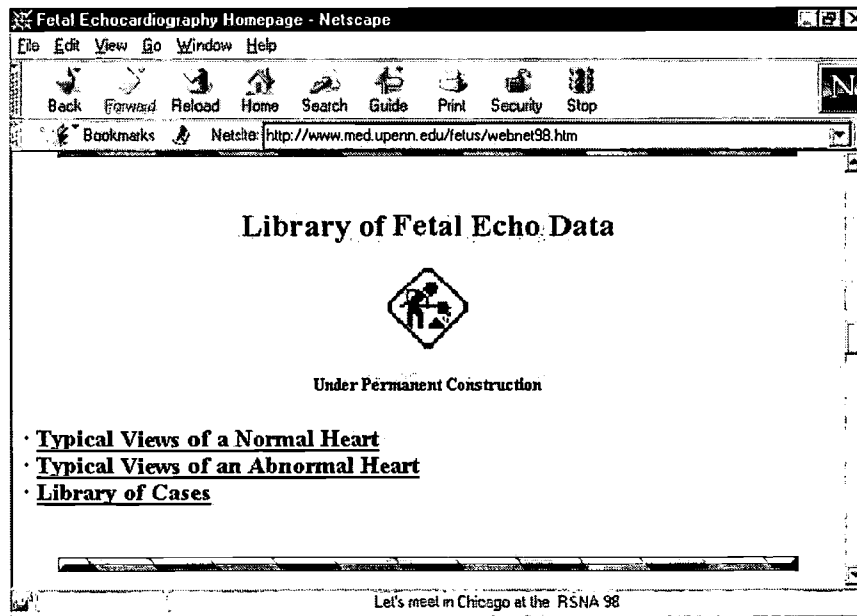 Fetal Echocardiography Homepage - Netscape
File Edit View Go Window Help
Back Forward Reload Home Search Guide Print Security Stop
N
Bookmarks Netsite: http://www.med.upenn.edu/fetus/webnet98.htm
Library of Fetal Echo Data
Under Permanent Construction
· Typical Views of a Normal Heart
· Typical Views of an Abnormal Heart
· Library of Cases
Let's meet in Chicago at the RSNA 98